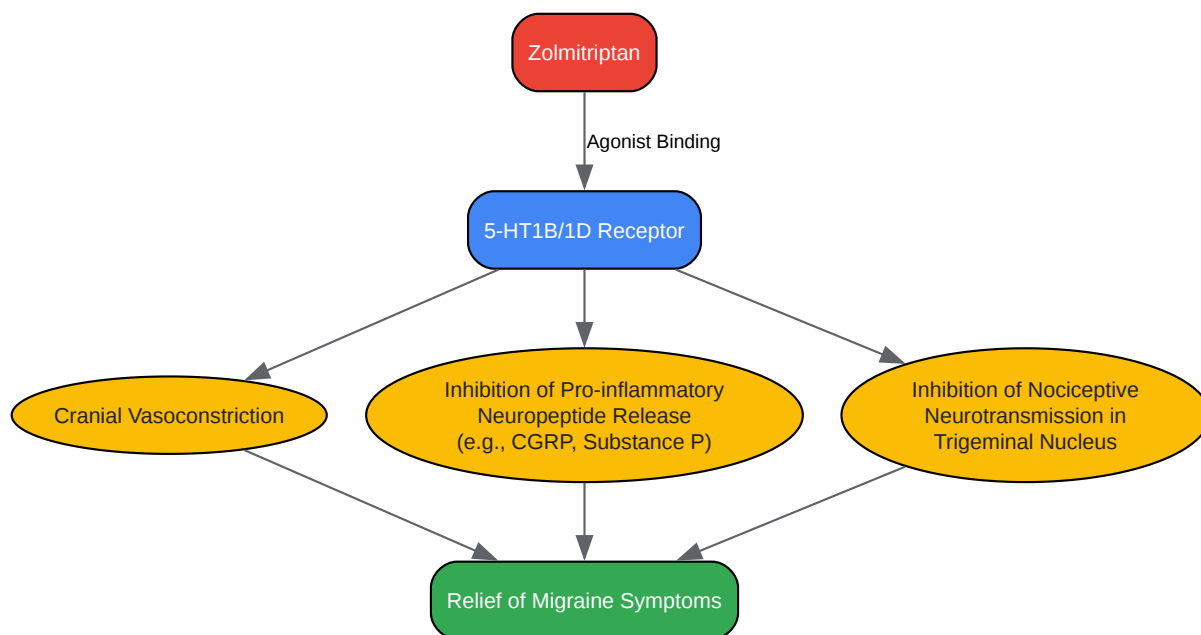 Zolmitriptan
Agonist Binding
5-HT1B/1D Receptor
Cranial Vasoconstriction
Inhibition of Pro-inflammatory
Neuropeptide Release
(e.g., CGRP, Substance P)
Inhibition of Nociceptive
Neurotransmission in
Trigeminal Nucleus
Relief of Migraine Symptoms